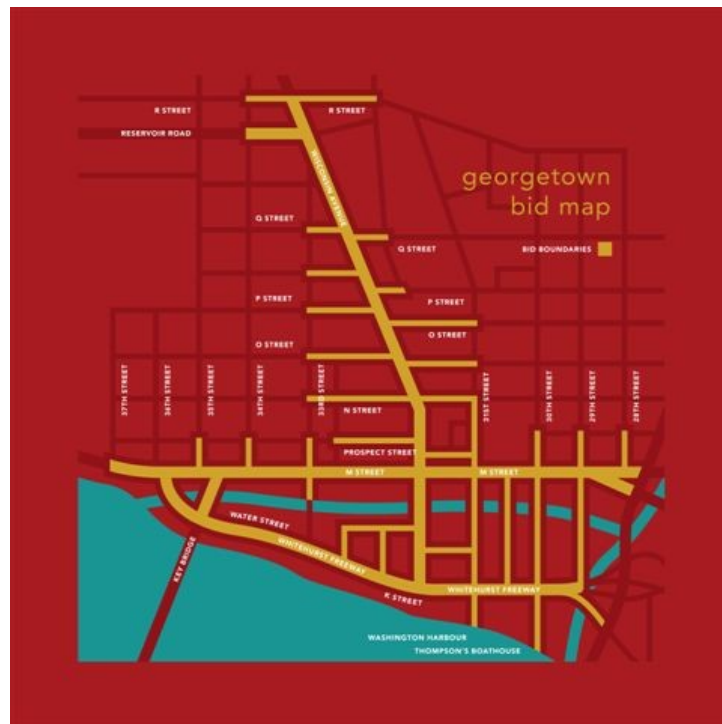 R STREET
R STREET
RESERVOIR ROAD
WISCONSIN AVENUE
georgetown
bid map
Q STREET
Q STREET
BID BOUNDARIES
P STREET
P STREET
O STREET
O STREET
37TH STREET
36TH STREET
35TH STREET
34TH STREET
33RD STREET
31ST STREET
30TH STREET
29TH STREET
28TH STREET
N STREET
PROSPECT STREET
M STREET
M STREET
WATER STREET
WHITEHURST FREEWAY
KEY BRIDGE
K STREET
WHITEHURST FREEWAY
WASHINGTON HARBOUR
THOMPSON'S BOATHOUSE